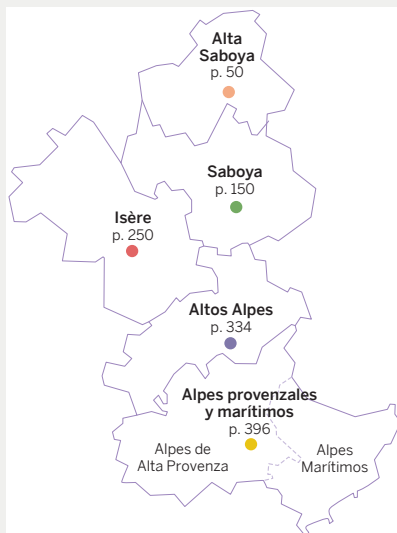 Alta
Saboya
p. 50
Saboya
p. 150
Isère
p. 250
Altos Alpes
p. 334
Alpes provenzales
y marítimos
p. 396
Alpes de
Alta Provenza
Alpes
Marítimos